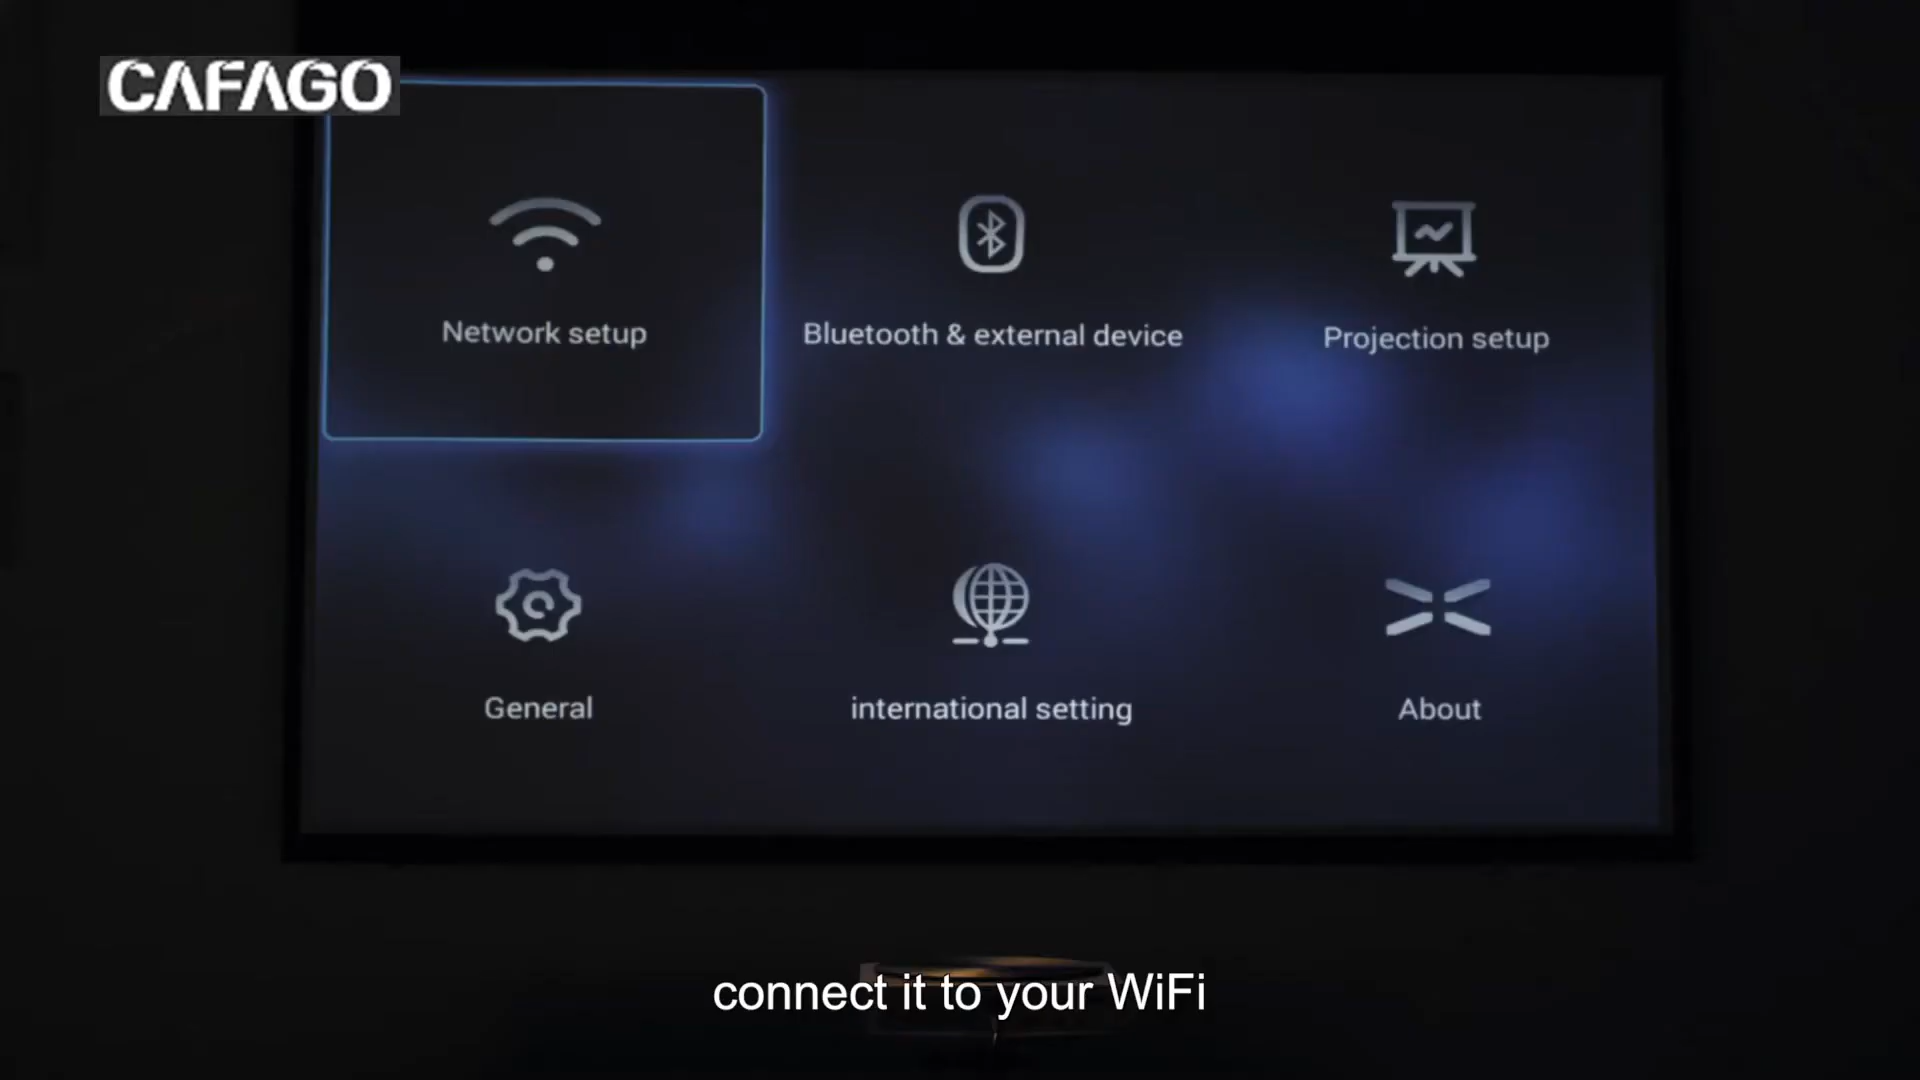 CAFAGO
Network setup
Bluetooth & external device
Projection setup
General
international setting
About
connect it to your WiFi